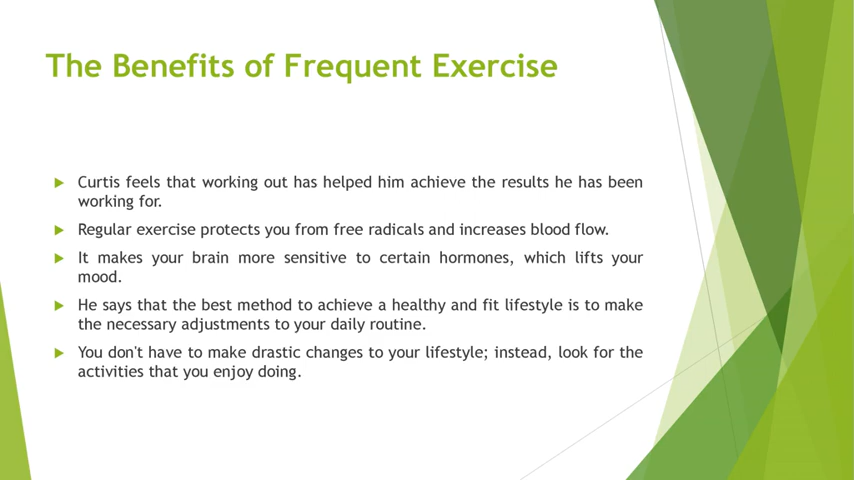 The Benefits of Frequent Exercise
Curtis feels that working out has helped him achieve the results he has been
working for.
Regular exercise protects you from free radicals and increases blood flow.
It makes your brain more sensitive to certain hormones, which lifts your
mood.
He says that the best method to achieve a healthy and fit lifestyle is to make
the necessary adjustments to your daily routine.
You don't have to make drastic changes to your lifestyle; instead, look for the
activities that you enjoy doing.